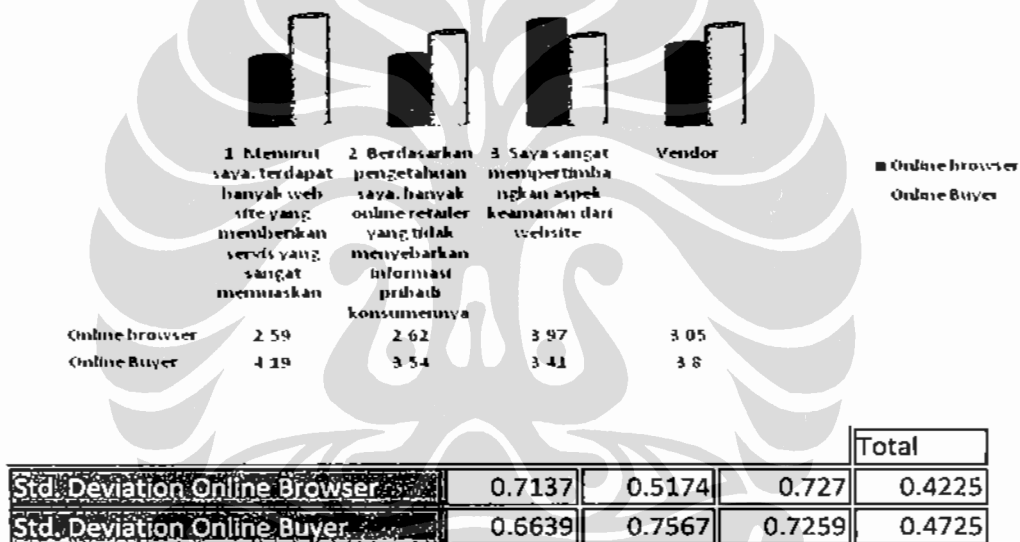 1 Menurut saya, terdapat banyak web site yang memberikan servis yang sangat memuaskan
2 Berdasarkan pengetahuan saya, banyak online retailer yang tidak menyebarkan informasi pribadi konsumennya
3 Saya sangat mempertimbangkan aspek keamanan dari website
Vendor
Online browser
Online Buyer
Online browser 2.59 2.62 3.97 3.05
Online Buyer 4.19 3.54 3.41 3.8
Total
Std. Deviation Online Browser 0.7137 0.5174 0.727 0.4225
Std. Deviation Online Buyer 0.6639 0.7567 0.7259 0.4725